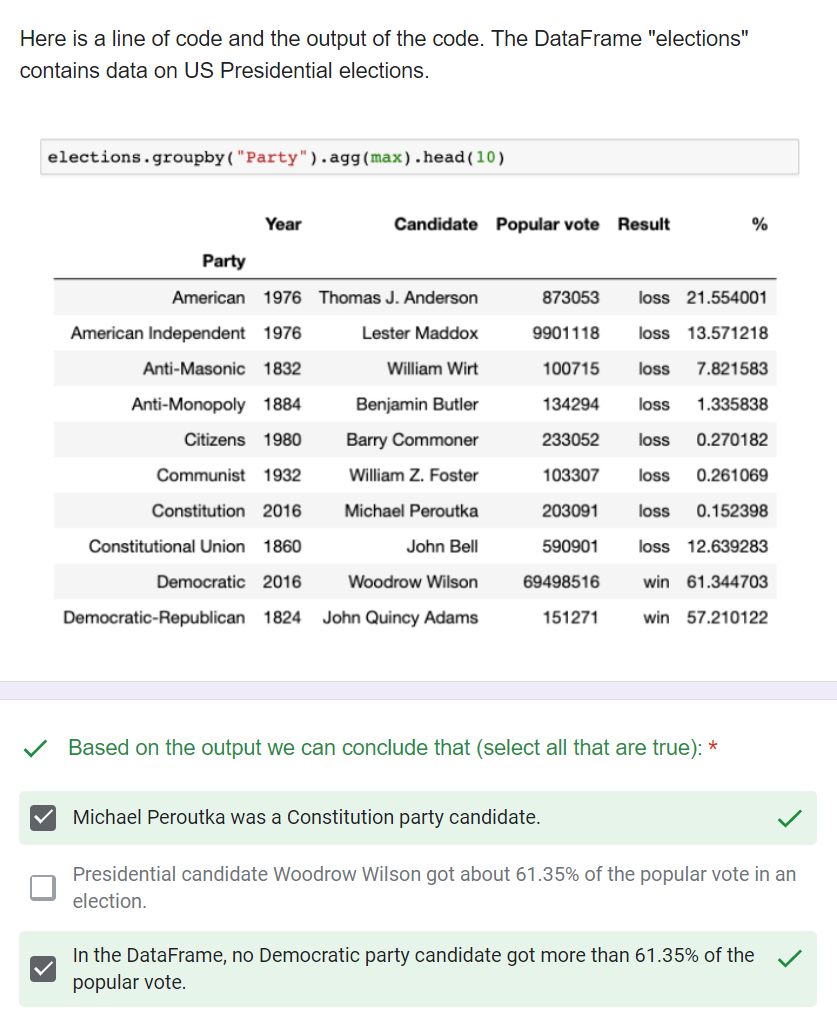 Here is a line of code and the output of the code. The DataFrame "elections"
contains data on US Presidential elections.
elections.groupby("Party").agg(max).head(10)
Year Candidate Popular vote Result %
Party
American 1976 Thomas J. Anderson 873053 loss 21.554001
American Independent 1976 Lester Maddox 9901118 loss 13.571218
Anti-Masonic 1832 William Wirt 100715 loss 7.821583
Anti-Monopoly 1884 Benjamin Butler 134294 loss 1.335838
Citizens 1980 Barry Commoner 233052 loss 0.270182
Communist 1932 William Z. Foster 103307 loss 0.261069
Constitution 2016 Michael Peroutka 203091 loss 0.152398
Constitutional Union 1860 John Bell 590901 loss 12.639283
Democratic 2016 Woodrow Wilson 69498516 win 61.344703
Democratic-Republican 1824 John Quincy Adams 151271 win 57.210122
Based on the output we can conclude that (select all that are true): *
Michael Peroutka was a Constitution party candidate.
Presidential candidate Woodrow Wilson got about 61.35% of the popular vote in an
election.
In the DataFrame, no Democratic party candidate got more than 61.35% of the
popular vote.